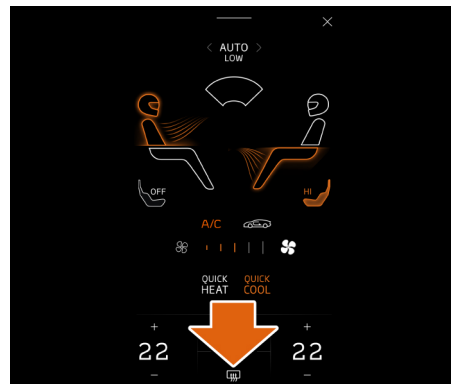 < AUTO >
LOW
OFF
HI
A/C
QUICK HEAT
QUICK COOL
+ +
22 22
− −